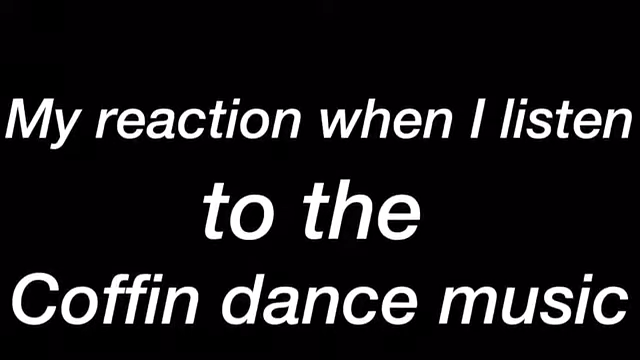 My reaction when I listen
to the
Coffin dance music